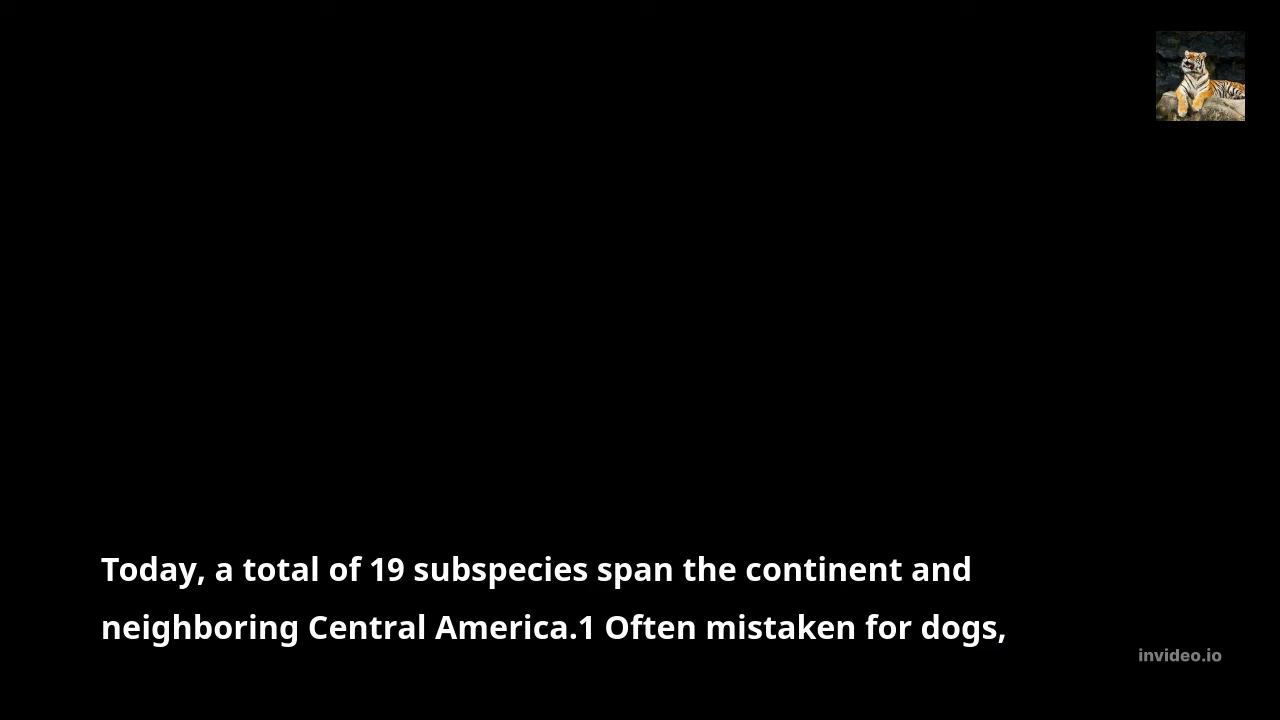 Today, a total of 19 subspecies span the continent and
neighboring Central America.1 Often mistaken for dogs,
invideo.io